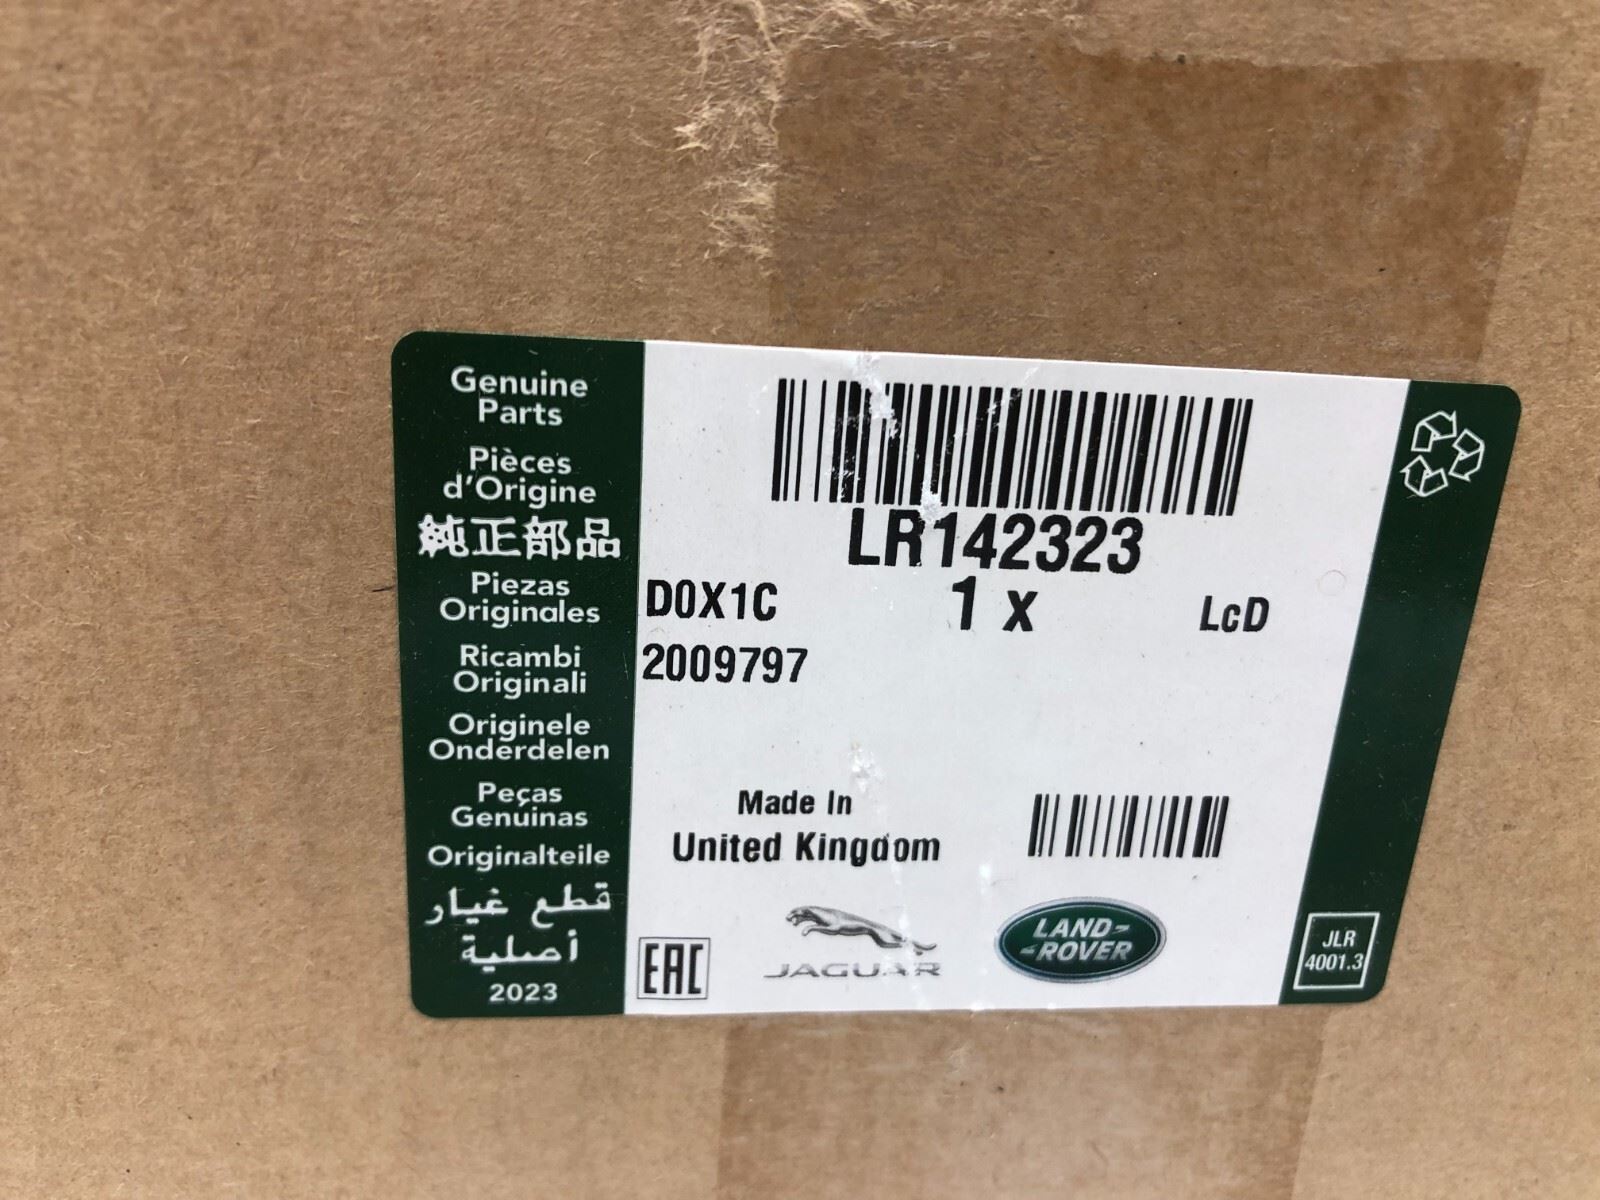 Genuine
Parts
Pièces
d'Origine
純正部品
Piezas
Originales
Ricambi
Originali
Originele
Onderdelen
Peças
Genuinas
Originalteile
قطع غيار
أصلية
2023
LR142323
D0X1C
1 x
LcD
2009797
Made In
United Kingdom
EAC
JAGUAR
LAND-
-ROVER
JLR
4001.3